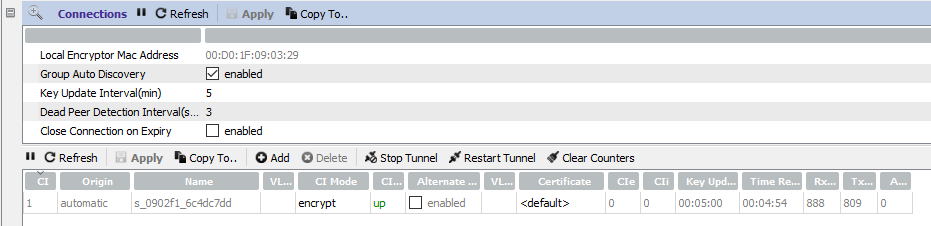 Connections Refresh Apply Copy To..
Local Encryptor Mac Address 00:D0:1F:09:03:29
Group Auto Discovery enabled
Key Update Interval(min) 5
Dead Peer Detection Interval(s... 3
Close Connection on Expiry enabled
Refresh Apply Copy To.. Add Delete Stop Tunnel Restart Tunnel Clear Counters
CI Origin Name VL... CI Mode CI... Alternate ... VL... Certificate CIe CIi Key Upd... Time Re... Rx... Tx... A...
1 automatic s_0902f1_6c4dc7dd encrypt up enabled <default> 0 0 00:05:00 00:04:54 888 809 0